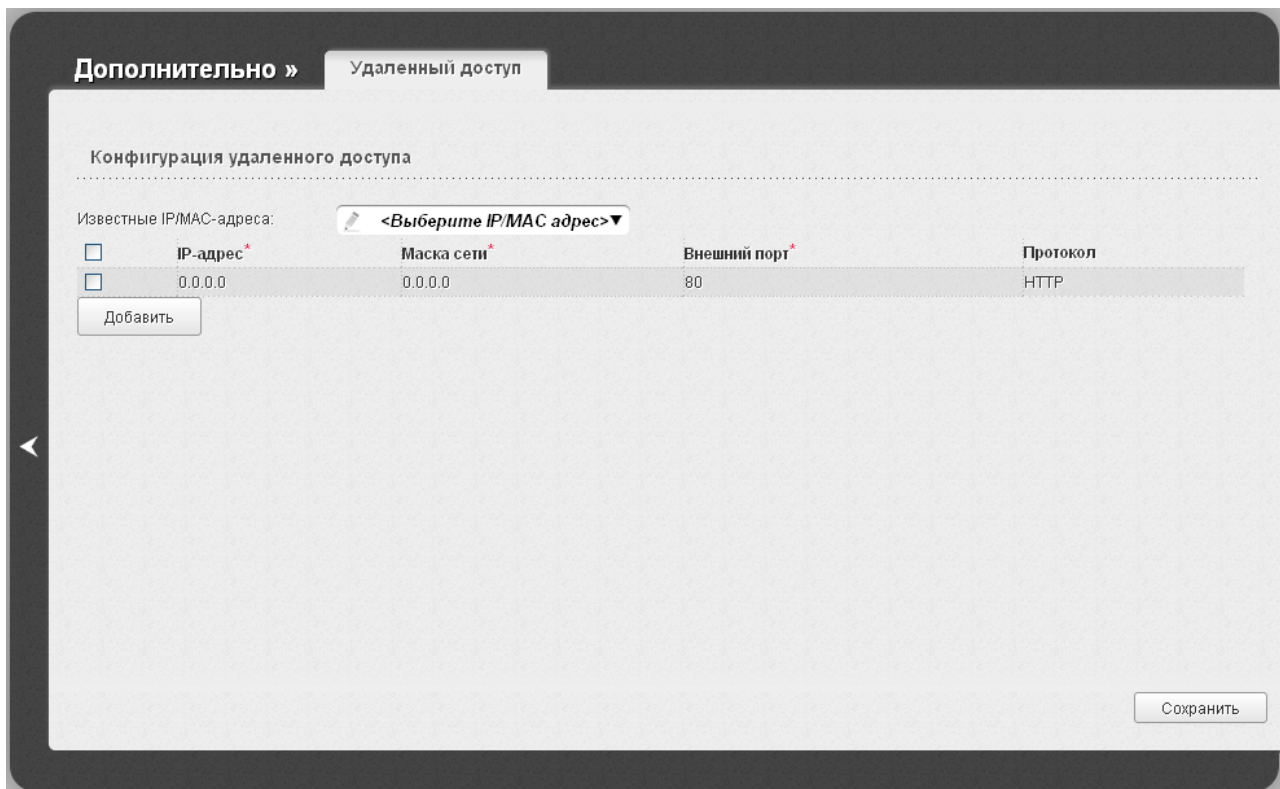 Дополнительно » Удаленный доступ
Конфигурация удаленного доступа
Известные IP/MAC-адреса: <Выберите IP/MAC адрес>▼
IP-адрес* Маска сети* Внешний порт* Протокол
0.0.0.0 0.0.0.0 80 HTTP
Добавить
Сохранить